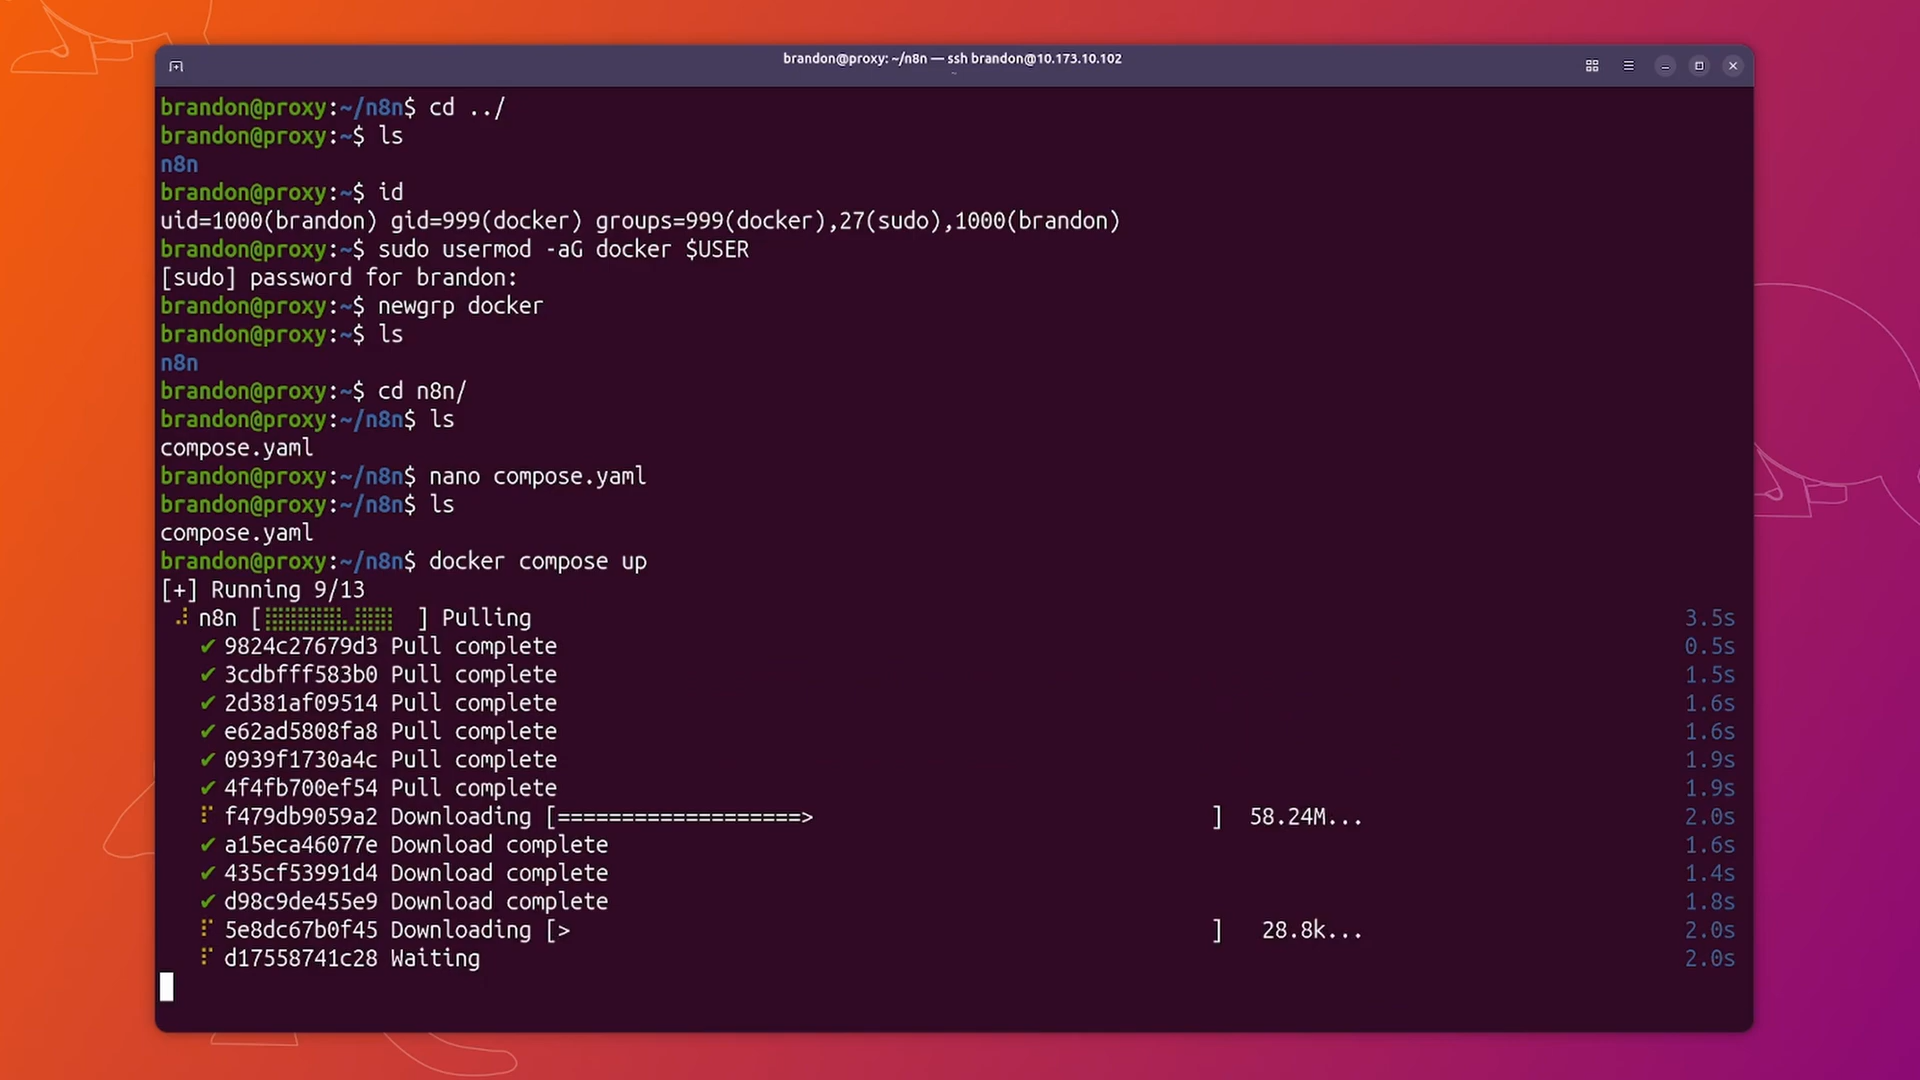 brandon@proxy: ~/n8n — ssh brandon@10.173.10.102
brandon@proxy:~/n8n$ cd ../
brandon@proxy:~$ ls
n8n
brandon@proxy:~$ id
uid=1000(brandon) gid=999(docker) groups=999(docker),27(sudo),1000(brandon)
brandon@proxy:~$ sudo usermod -aG docker $USER
[sudo] password for brandon:
brandon@proxy:~$ newgrp docker
brandon@proxy:~$ ls
n8n
brandon@proxy:~$ cd n8n/
brandon@proxy:~/n8n$ ls
compose.yaml
brandon@proxy:~/n8n$ nano compose.yaml
brandon@proxy:~/n8n$ ls
compose.yaml
brandon@proxy:~/n8n$ docker compose up
[+] Running 9/13
n8n [⣿⣿⣿⣿⣿⣿⣄⣿⣿⣿ ] Pulling 3.5s
✔ 9824c27679d3 Pull complete 0.5s
✔ 3cdbfff583b0 Pull complete 1.5s
✔ 2d381af09514 Pull complete 1.6s
✔ e62ad5808fa8 Pull complete 1.6s
✔ 0939f1730a4c Pull complete 1.9s
✔ 4f4fb700ef54 Pull complete 1.9s
f479db9059a2 Downloading [===================> ] 58.24M... 2.0s
✔ a15eca46077e Download complete 1.6s
✔ 435cf53991d4 Download complete 1.4s
✔ d98c9de455e9 Download complete 1.8s
5e8dc67b0f45 Downloading [> ] 28.8k... 2.0s
d17558741c28 Waiting 2.0s